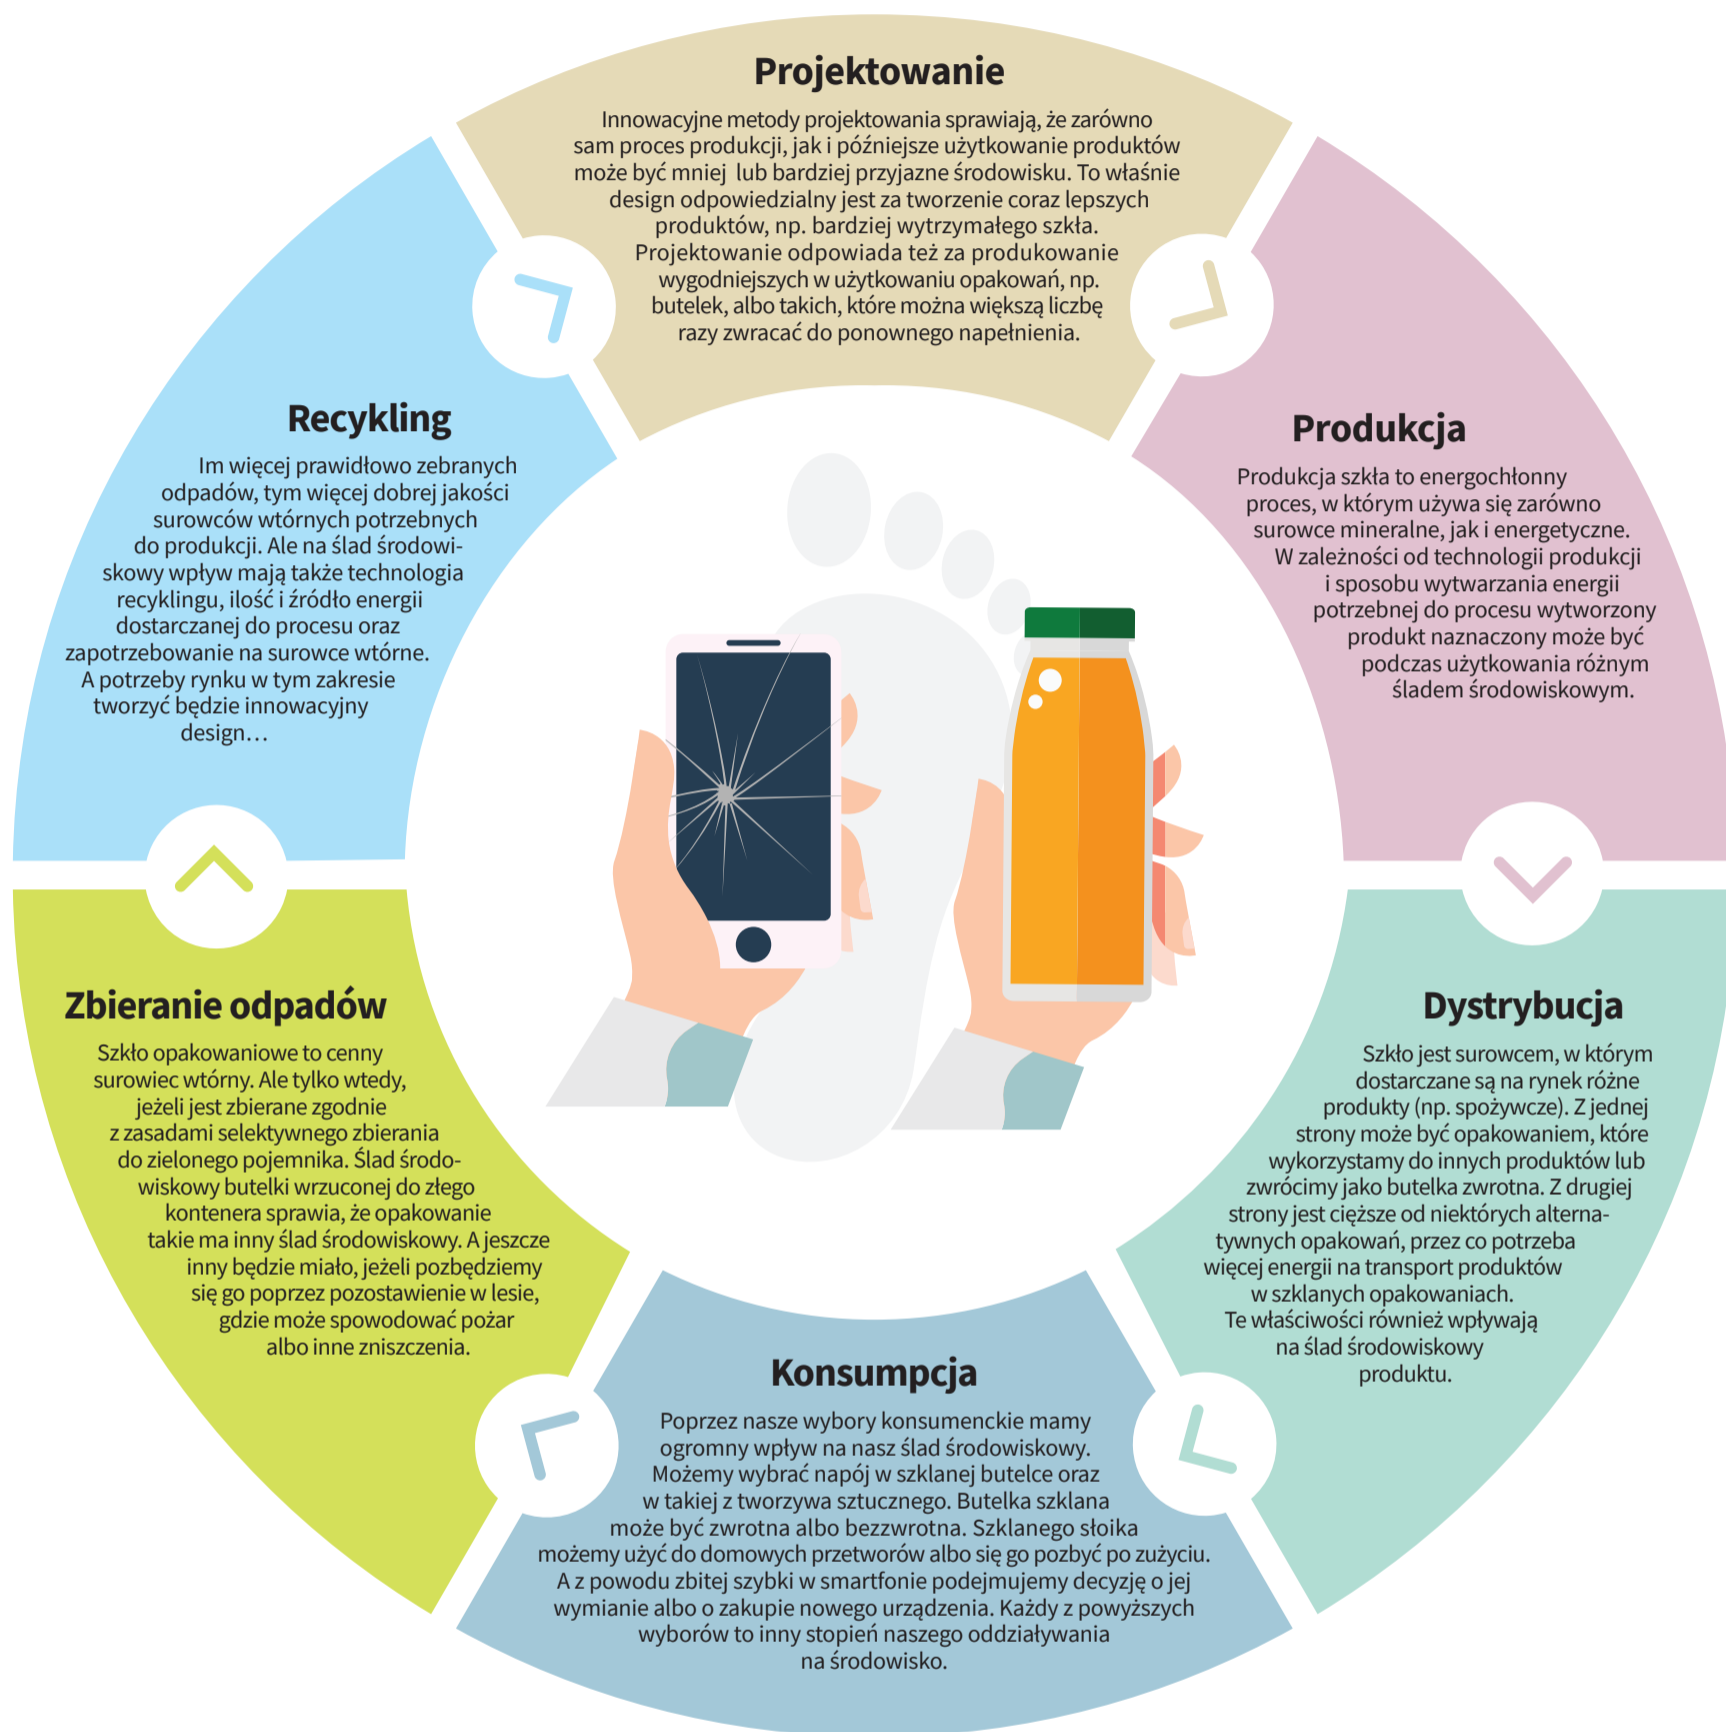 Projektowanie
Innowacyjne metody projektowania sprawiają, że zarówno
sam proces produkcji, jak i późniejsze użytkowanie produktów
może być mniej lub bardziej przyjazne środowisku. To właśnie
design odpowiedzialny jest za tworzenie coraz lepszych
produktów, np. bardziej wytrzymałego szkła.
Projektowanie odpowiada też za produkowanie
wygodniejszych w użytkowaniu opakowań, np.
butelek, albo takich, które można większą liczbę
razy zwracać do ponownego napełnienia.
Produkcja
Produkcja szkła to energochłonny
proces, w którym używa się zarówno
surowce mineralne, jak i energetyczne.
W zależności od technologii produkcji
i sposobu wytwarzania energii
potrzebnej do procesu wytworzony
produkt naznaczony może być
podczas użytkowania różnym
śladem środowiskowym.
Dystrybucja
Szkło jest surowcem, w którym
dostarczane są na rynek różne
produkty (np. spożywcze). Z jednej
strony może być opakowaniem, które
wykorzystamy do innych produktów lub
zwrócimy jako butelka zwrotna. Z drugiej
strony jest cięższe od niektórych alterna-
tywnych opakowań, przez co potrzeba
więcej energii na transport produktów
w szklanych opakowaniach.
Te właściwości również wpływają
na ślad środowiskowy
produktu.
Konsumpcja
Poprzez nasze wybory konsumenckie mamy
ogromny wpływ na nasz ślad środowiskowy.
Możemy wybrać napój w szklanej butelce oraz
w takiej z tworzywa sztucznego. Butelka szklana
może być zwrotna albo bezzwrotna. Szklanego słoika
możemy użyć do domowych przetworów albo się go pozbyć po zużyciu.
A z powodu zbitej szybki w smartfonie podejmujemy decyzję o jej
wymianie albo o zakupie nowego urządzenia. Każdy z powyższych
wyborów to inny stopień naszego oddziaływania
na środowisko.
Zbieranie odpadów
Szkło opakowaniowe to cenny
surowiec wtórny. Ale tylko wtedy,
jeżeli jest zbierane zgodnie
z zasadami selektywnego zbierania
do zielonego pojemnika. Ślad środo-
wiskowy butelki wrzuconej do złego
kontenera sprawia, że opakowanie
takie ma inny ślad środowiskowy. A jeszcze
inny będzie miało, jeżeli pozbędziemy
się go poprzez pozostawienie w lesie,
gdzie może spowodować pożar
albo inne zniszczenia.
Recykling
Im więcej prawidłowo zebranych
odpadów, tym więcej dobrej jakości
surowców wtórnych potrzebnych
do produkcji. Ale na ślad środowi-
skowy wpływ mają także technologia
recyklingu, ilość i źródło energii
dostarczanej do procesu oraz
zapotrzebowanie na surowce wtórne.
A potrzeby rynku w tym zakresie
tworzyć będzie innowacyjny
design…